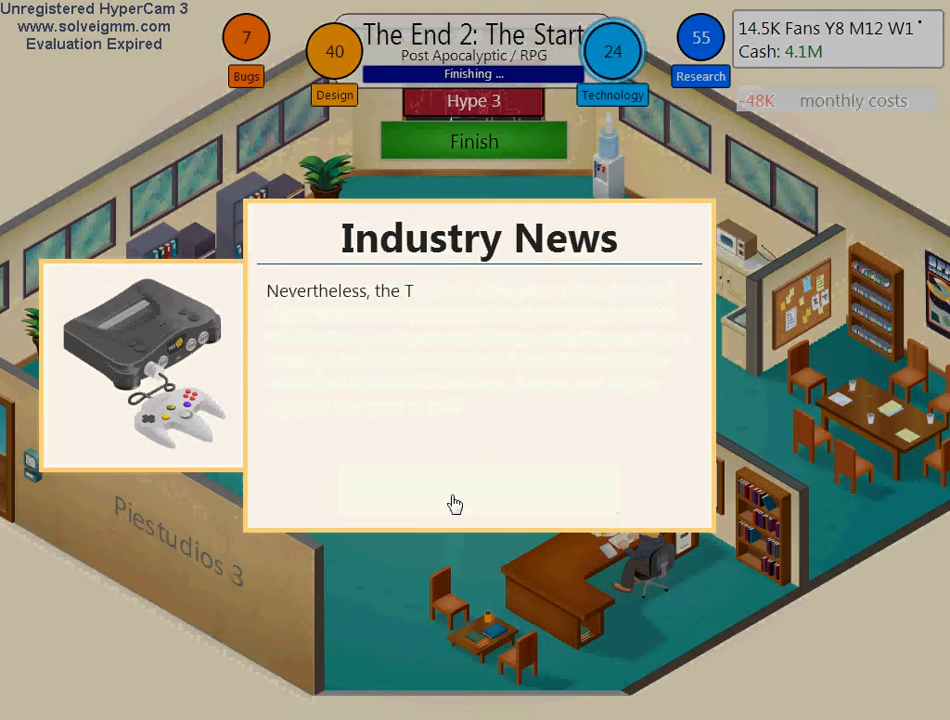 Unregistered HyperCam 3
www.solveigmm.com
Evaluation Expired
7
Bugs
40
Design
The End 2: The Start
Post Apocalyptic / RPG
Finishing ...
Hype 3
Finish
24
Technology
55
Research
14.5K Fans Y8 M12 W1
Cash: 4.1M
-48K monthly costs
Industry News
Nevertheless, the T
Piestudios 3